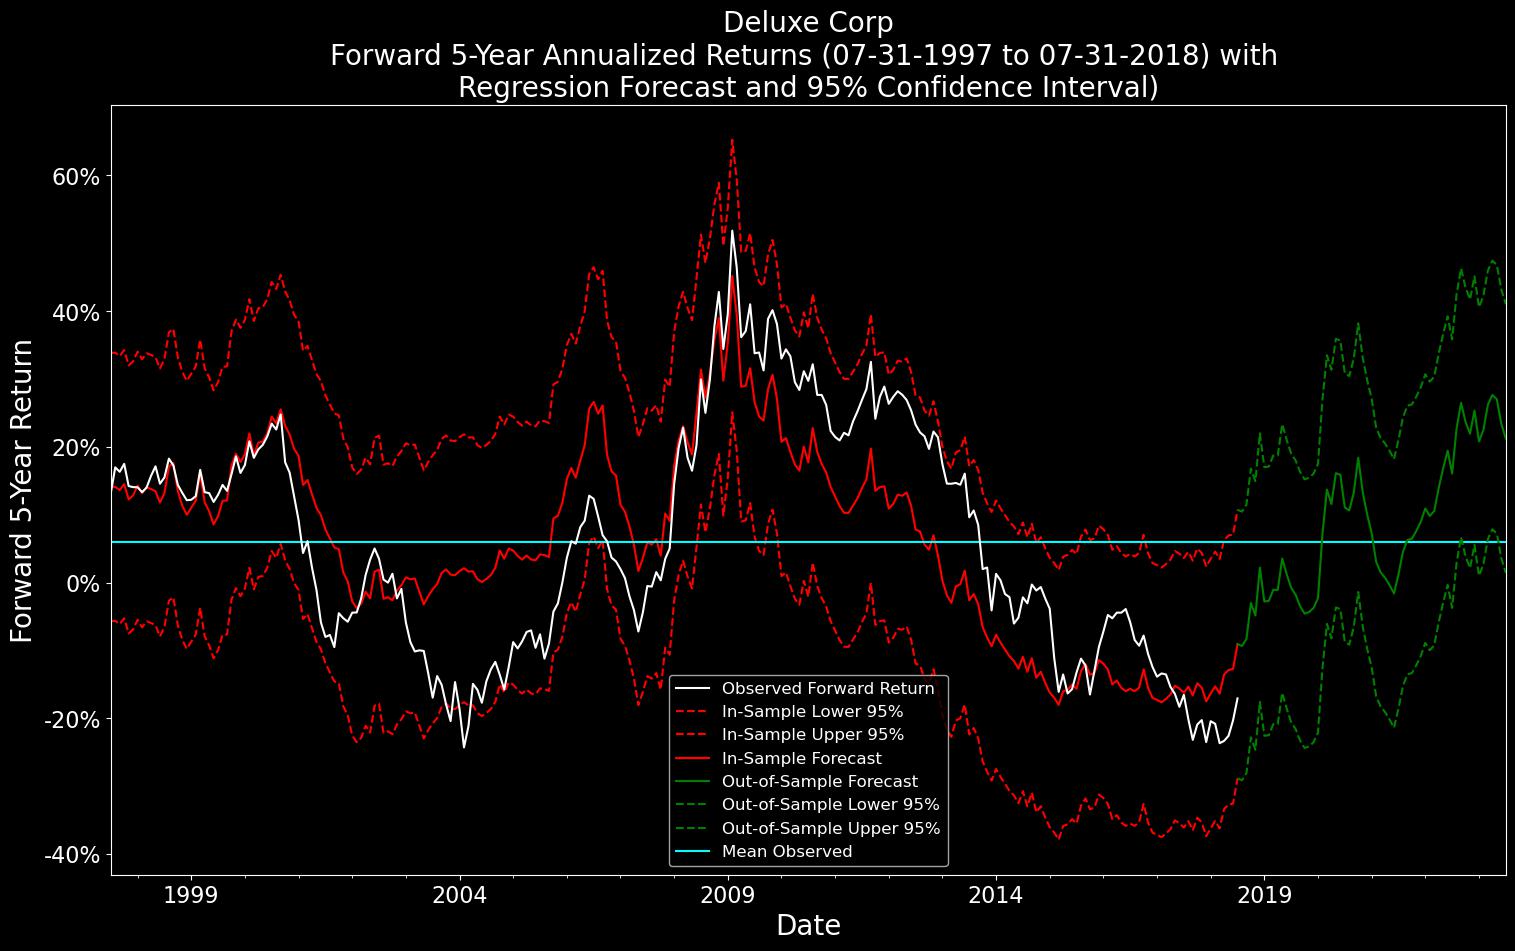 Deluxe Corp
Forward 5-Year Annualized Returns (07-31-1997 to 07-31-2018) with
Regression Forecast and 95% Confidence Interval)
Forward 5-Year Return
60%
40%
20%
0%
-20%
-40%
Observed Forward Return
In-Sample Lower 95%
In-Sample Upper 95%
In-Sample Forecast
Out-of-Sample Forecast
Out-of-Sample Lower 95%
Out-of-Sample Upper 95%
Mean Observed
1999
2004
2009
2014
2019
Date